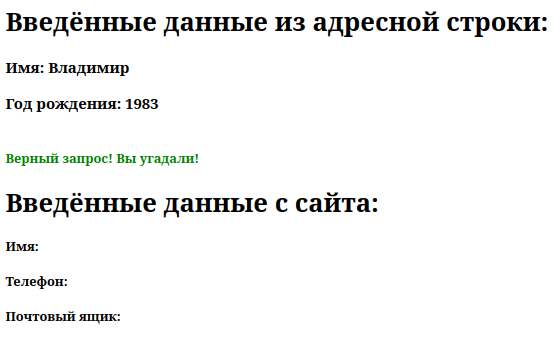 Введённые данные из адресной строки:
Имя: Владимир
Год рождения: 1983
Верный запрос! Вы угадали!
Введённые данные с сайта:
Имя:
Телефон:
Почтовый ящик: